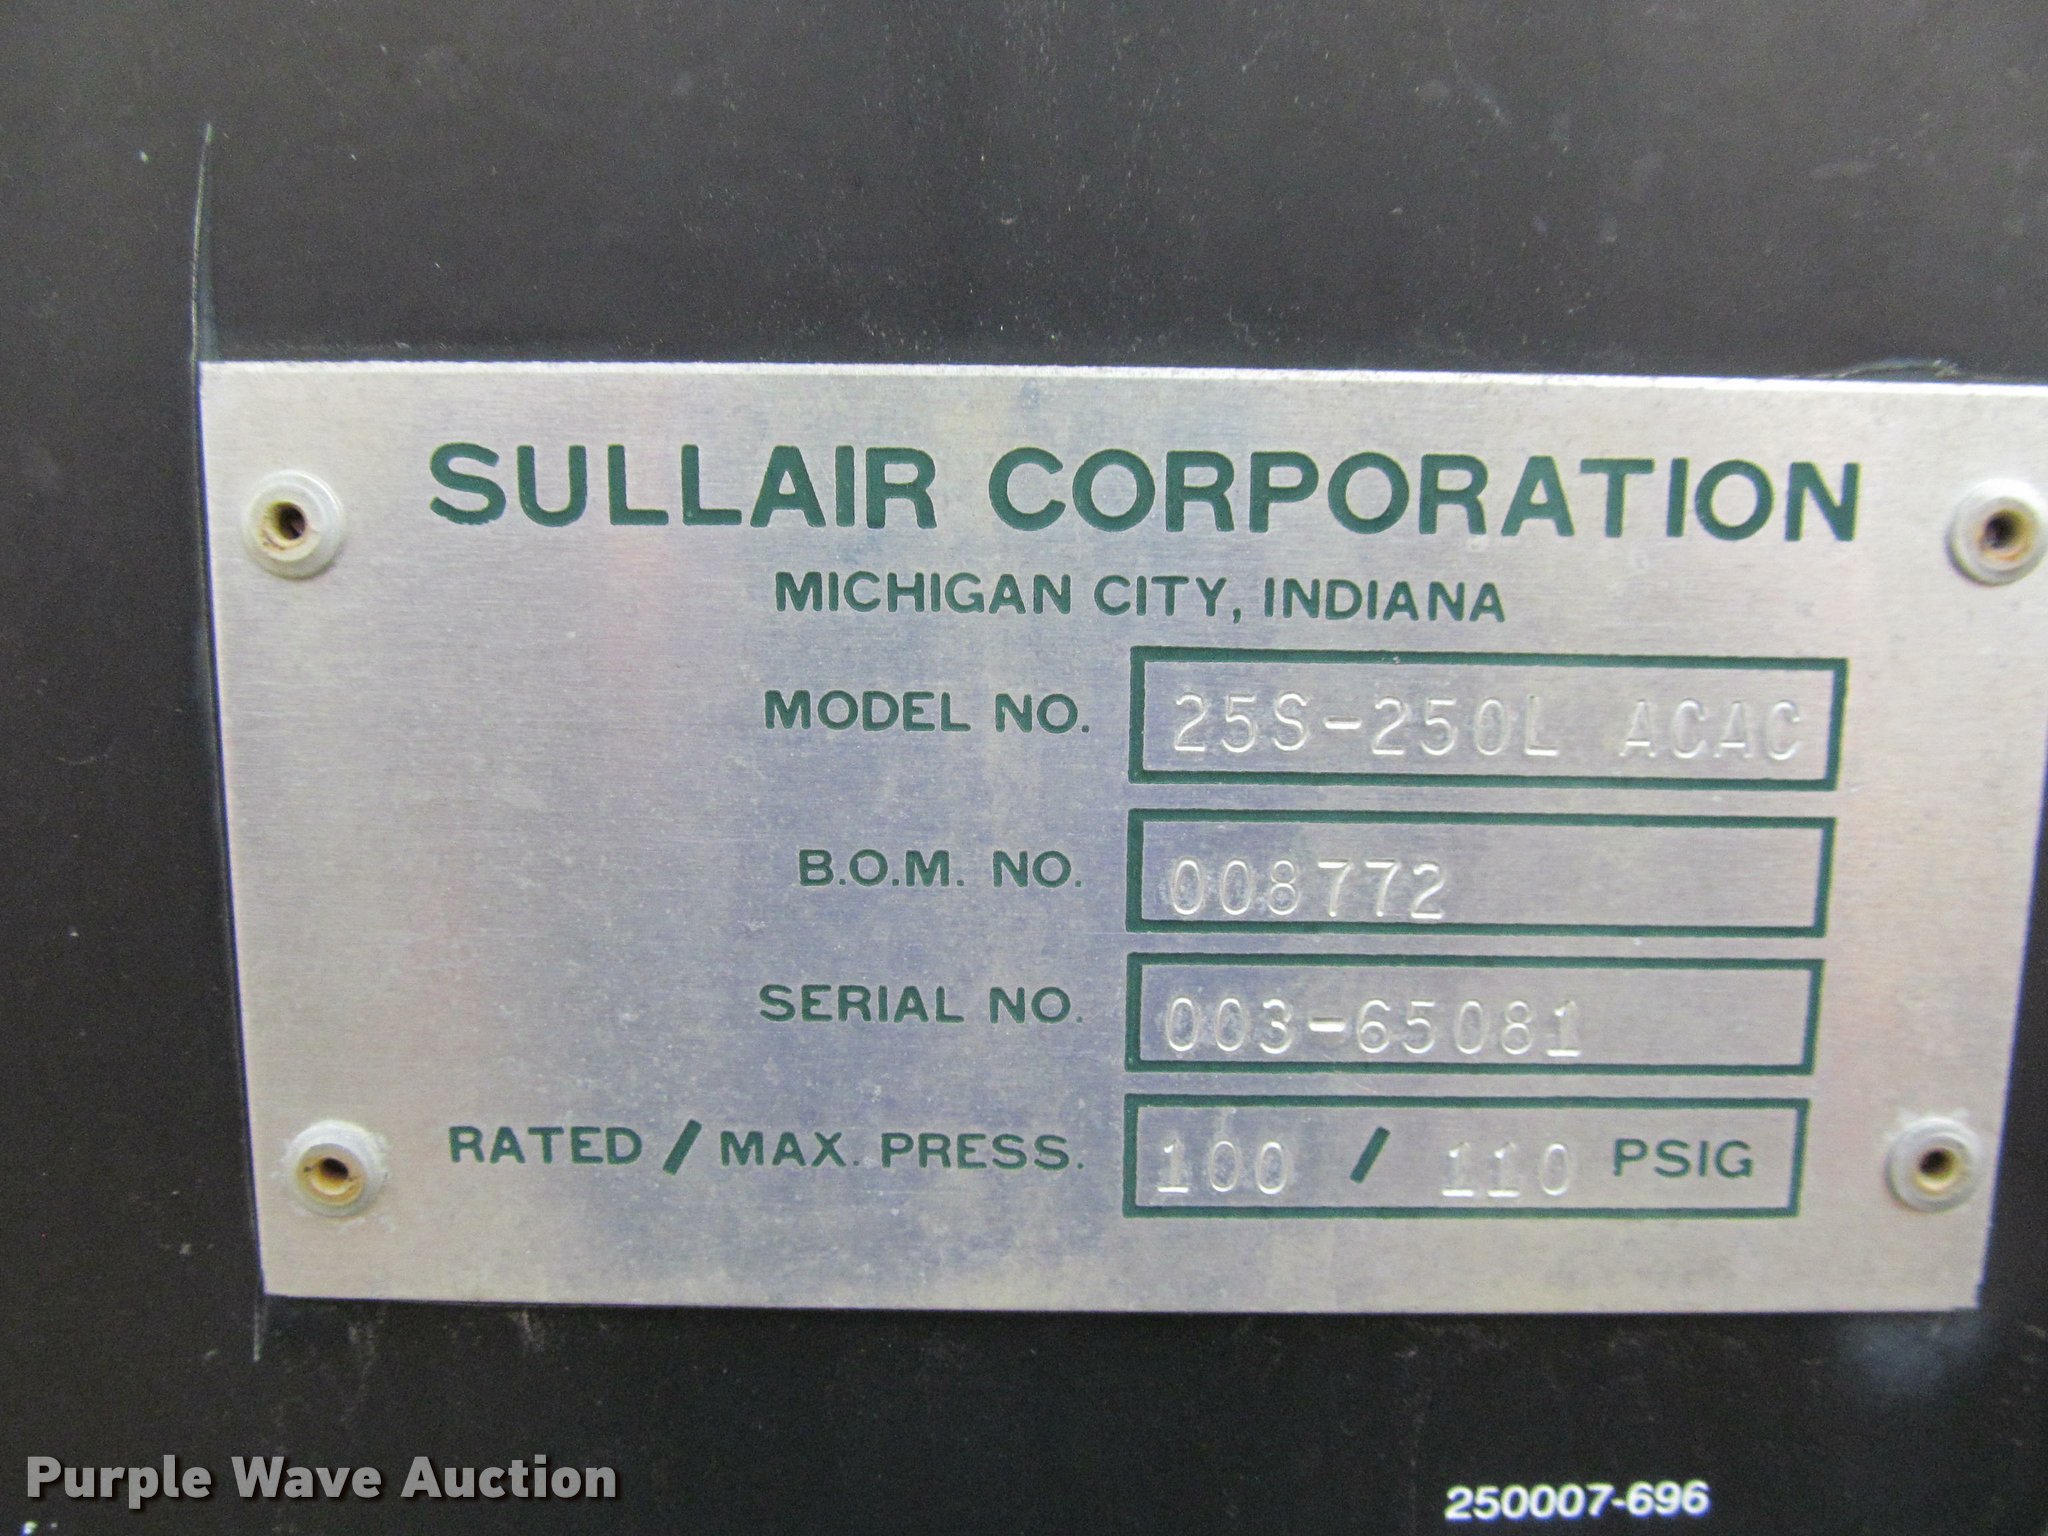 SULLAIR CORPORATION
MICHIGAN CITY, INDIANA
MODEL NO. 25S-250L ACAC
B.O.M. NO. 008772
SERIAL NO. 003-65081
RATED / MAX. PRESS. 100 / 110 PSIG
Purple Wave Auction
250007-696